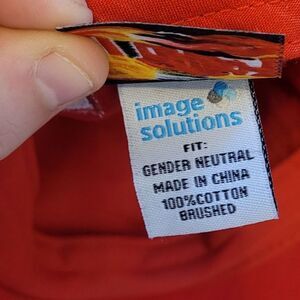 image
solutions
FIT:
GENDER NEUTRAL
MADE IN CHINA
100%COTTON
BRUSHED